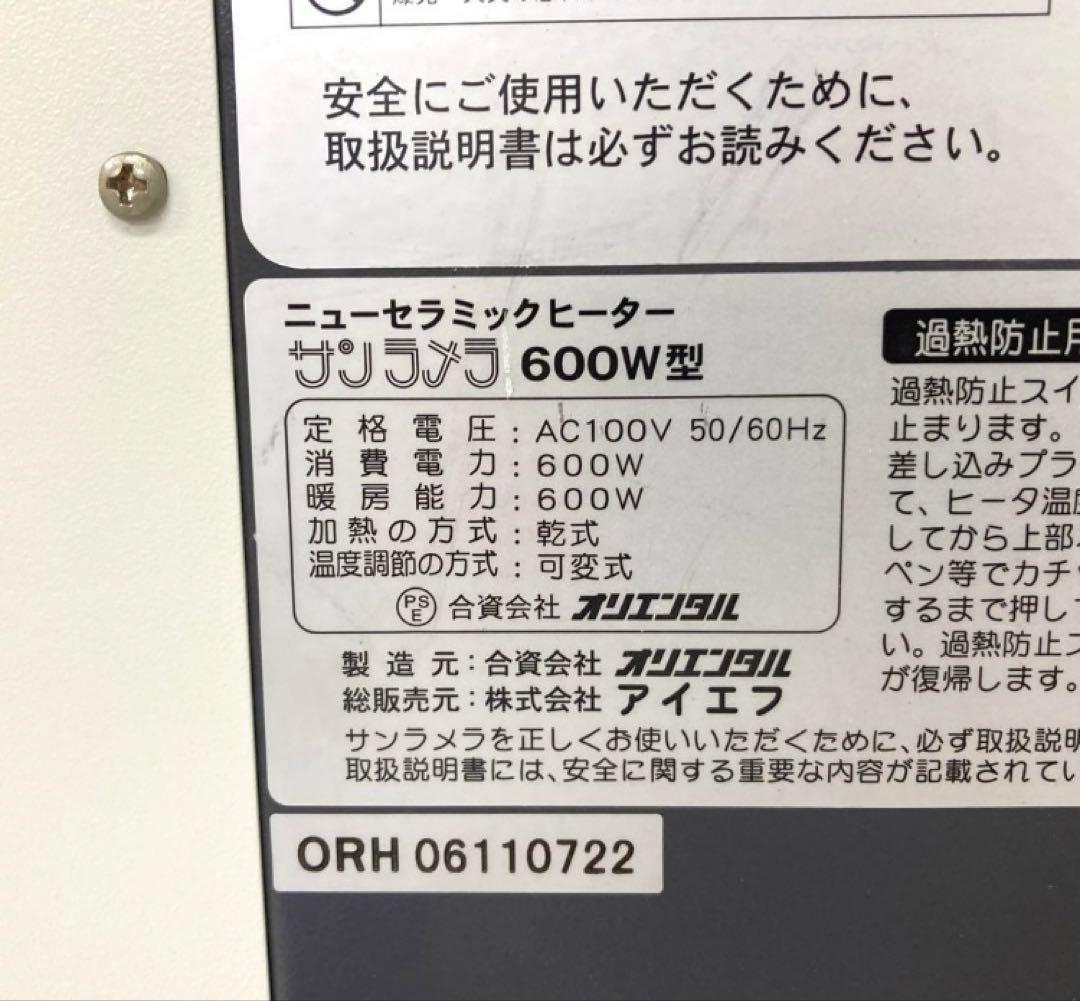 安全にご使用いただくために、
取扱説明書は必ずお読みください。
ニューセラミックヒーター
サンラメラ 600W型
定格電圧：AC100V 50/60Hz
消費電力：600W
暖房能力：600W
加熱の方式：乾式
温度調節の方式：可変式
PSE 合資会社 オリエンタル
製造元：合資会社 オリエンタル
総販売元：株式会社 アイエフ
サンラメラを正しくお使いいただくために、必ず取扱説明
取扱説明書には、安全に関する重要な内容が記載されてい
過熱防止用
過熱防止スイ
止まります。
差し込みプラ
て、ヒータ温度
してから上部
ペン等でカチ
するまで押して
い。過熱防止ス
が復帰します。
ORH 06110722